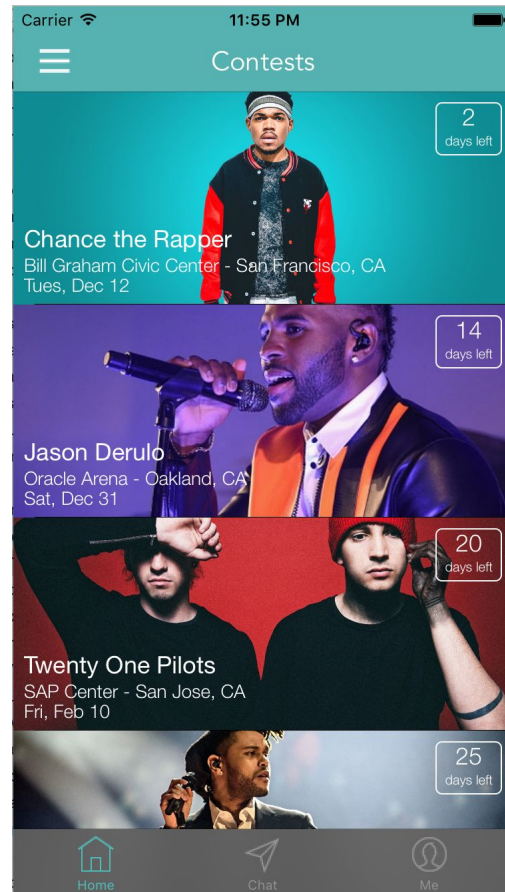 Carrier 11:55 PM
Contests
2
days left
Chance the Rapper
Bill Graham Civic Center - San Francisco, CA
Tues, Dec 12
14
days left
Jason Derulo
Oracle Arena - Oakland, CA
Sat, Dec 31
20
days left
Twenty One Pilots
SAP Center - San Jose, CA
Fri, Feb 10
25
days left
Home Chat Me